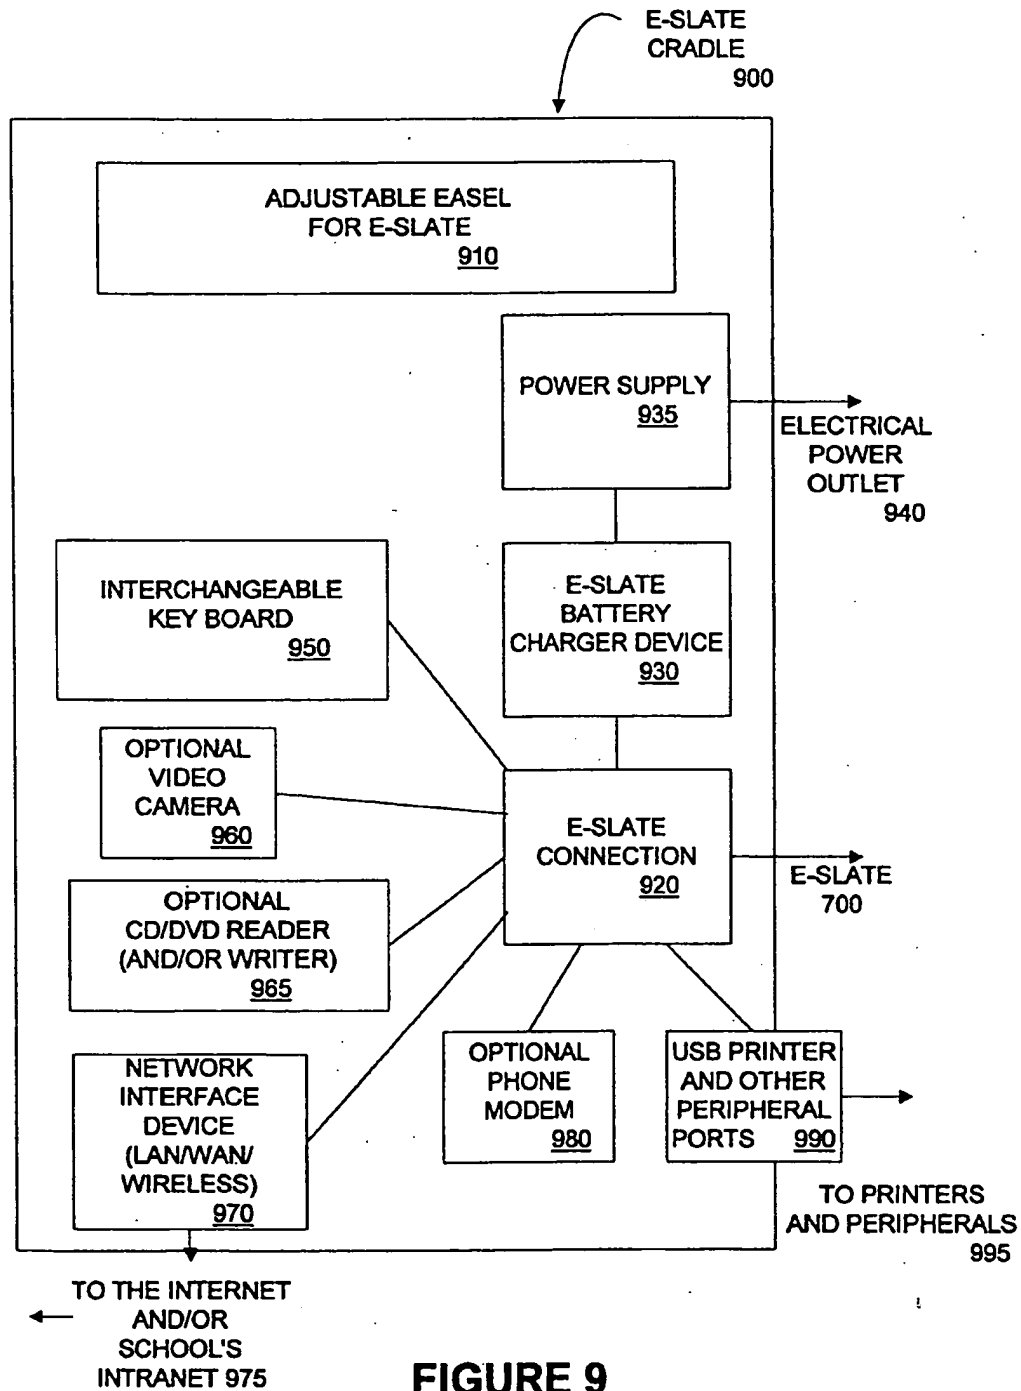 E-SLATE
CRADLE
900
ADJUSTABLE EASEL
FOR E-SLATE
910
POWER SUPPLY
935
ELECTRICAL
POWER
OUTLET
940
INTERCHANGEABLE
KEY BOARD
950
E-SLATE
BATTERY
CHARGER DEVICE
930
OPTIONAL
VIDEO
CAMERA
960
E-SLATE
CONNECTION
920
E-SLATE
700
OPTIONAL
CD/DVD READER
(AND/OR WRITER)
965
NETWORK
INTERFACE
DEVICE
(LAN/WAN/
WIRELESS)
970
OPTIONAL
PHONE
MODEM
980
USB PRINTER
AND OTHER
PERIPHERAL
PORTS 990
TO PRINTERS
AND PERIPHERALS
995
TO THE INTERNET
AND/OR
SCHOOL'S
INTRANET 975
FIGURE 9